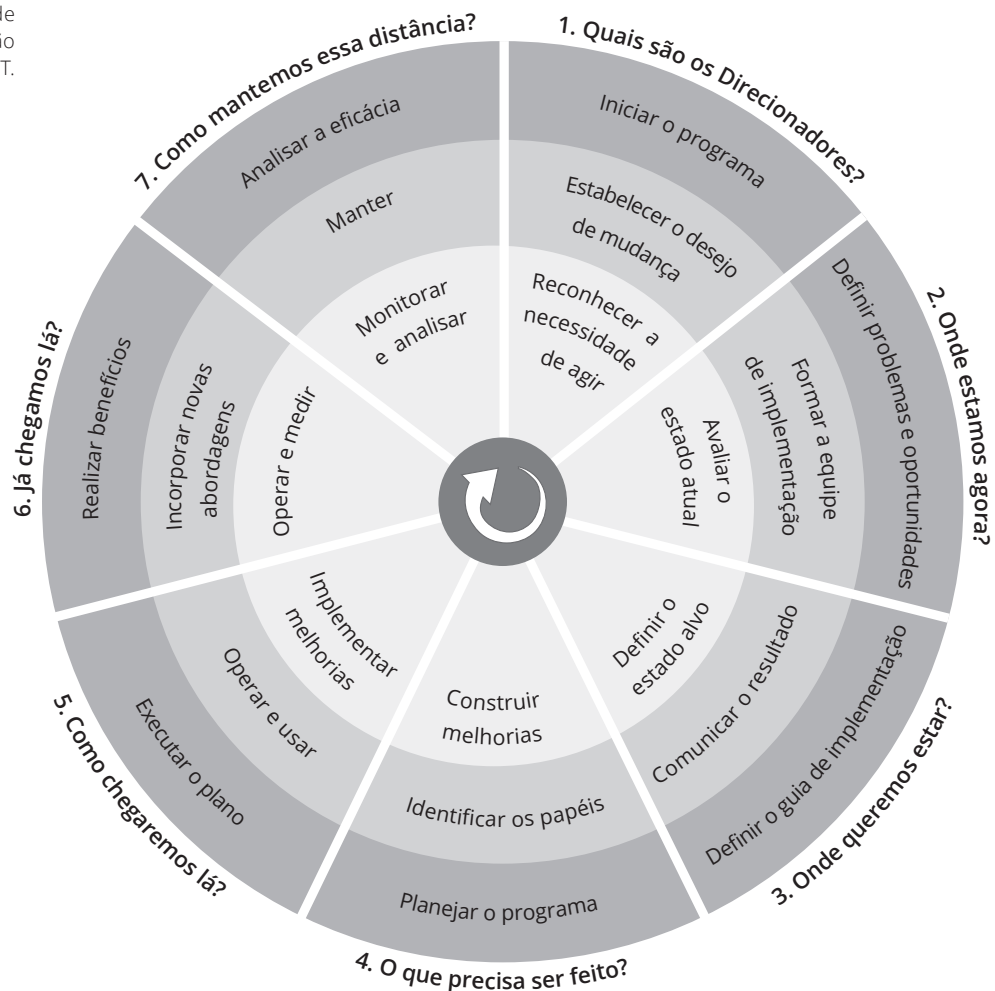 de
ão
T.
1. Quais são os Direcionadores?
Iniciar o programa
Estabelecer o desejo
de mudança
Reconhecer a
necessidade
de agir
2. Onde estamos agora?
Definir problemas e oportunidades
Formar a equipe
de implementação
Avaliar o
estado atual
3. Onde queremos estar?
Definir o guia de implementação
Comunicar o resultado
Definir o
estado alvo
4. O que precisa ser feito?
Planejar o programa
Identificar os papéis
Construir
melhorias
5. Como chegaremos lá?
Executar o plano
Operar e usar
Implementar
melhorias
6. Já chegamos lá?
Realizar benefícios
Incorporar novas
abordagens
Operar e medir
7. Como mantemos essa distância?
Analisar a eficácia
Manter
Monitorar
e analisar